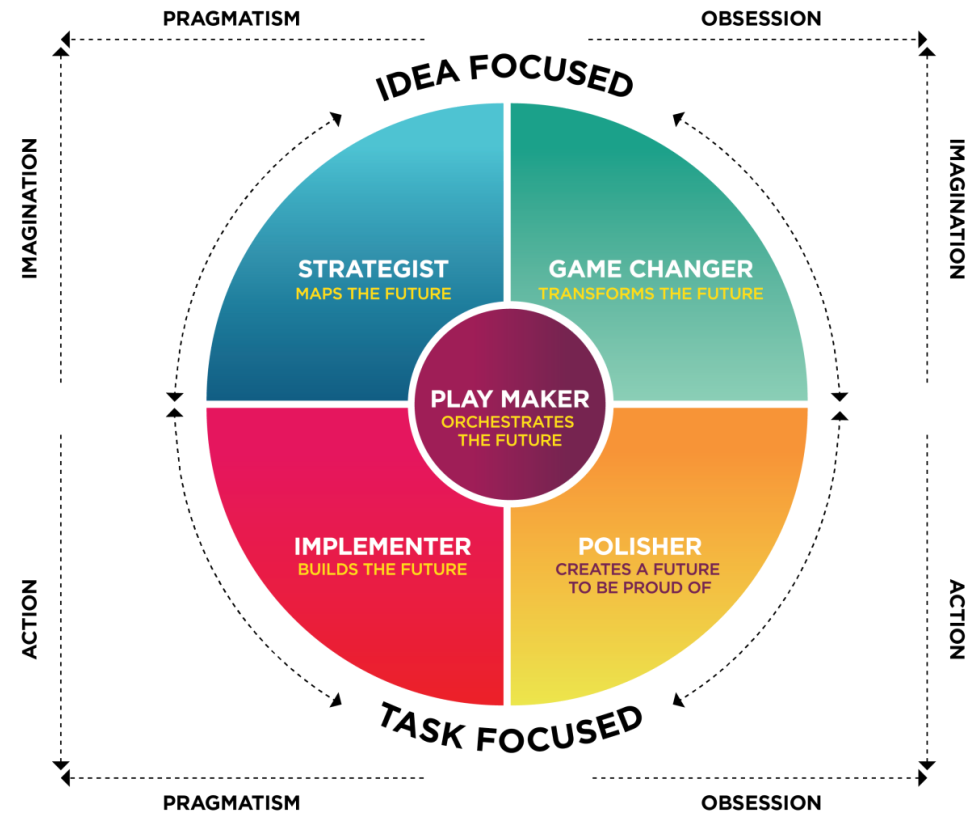 PRAGMATISM
OBSESSION
IDEA FOCUSED
IMAGINATION
IMAGINATION
STRATEGIST
MAPS THE FUTURE
GAME CHANGER
TRANSFORMS THE FUTURE
PLAY MAKER
ORCHESTRATES
THE FUTURE
IMPLEMENTER
BUILDS THE FUTURE
POLISHER
CREATES A FUTURE
TO BE PROUD OF
ACTION
ACTION
TASK FOCUSED
PRAGMATISM
OBSESSION